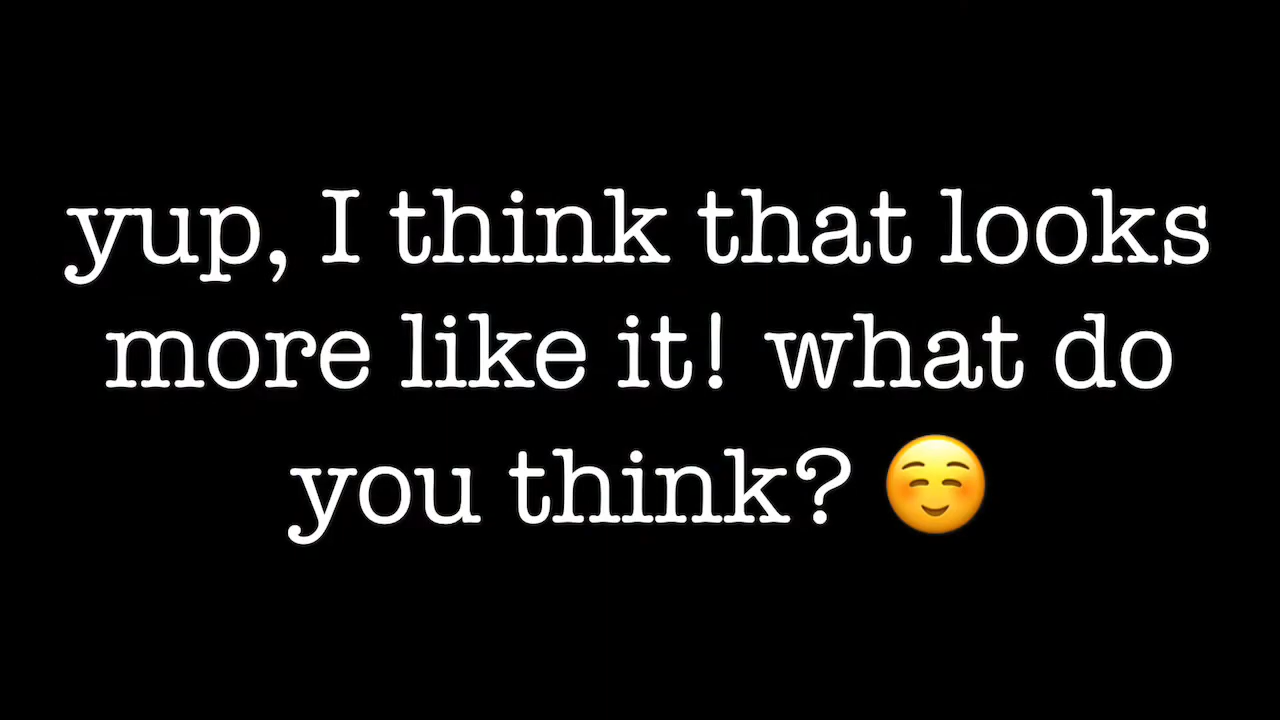 yup, I think that looks
more like it! what do
you think? ☺️